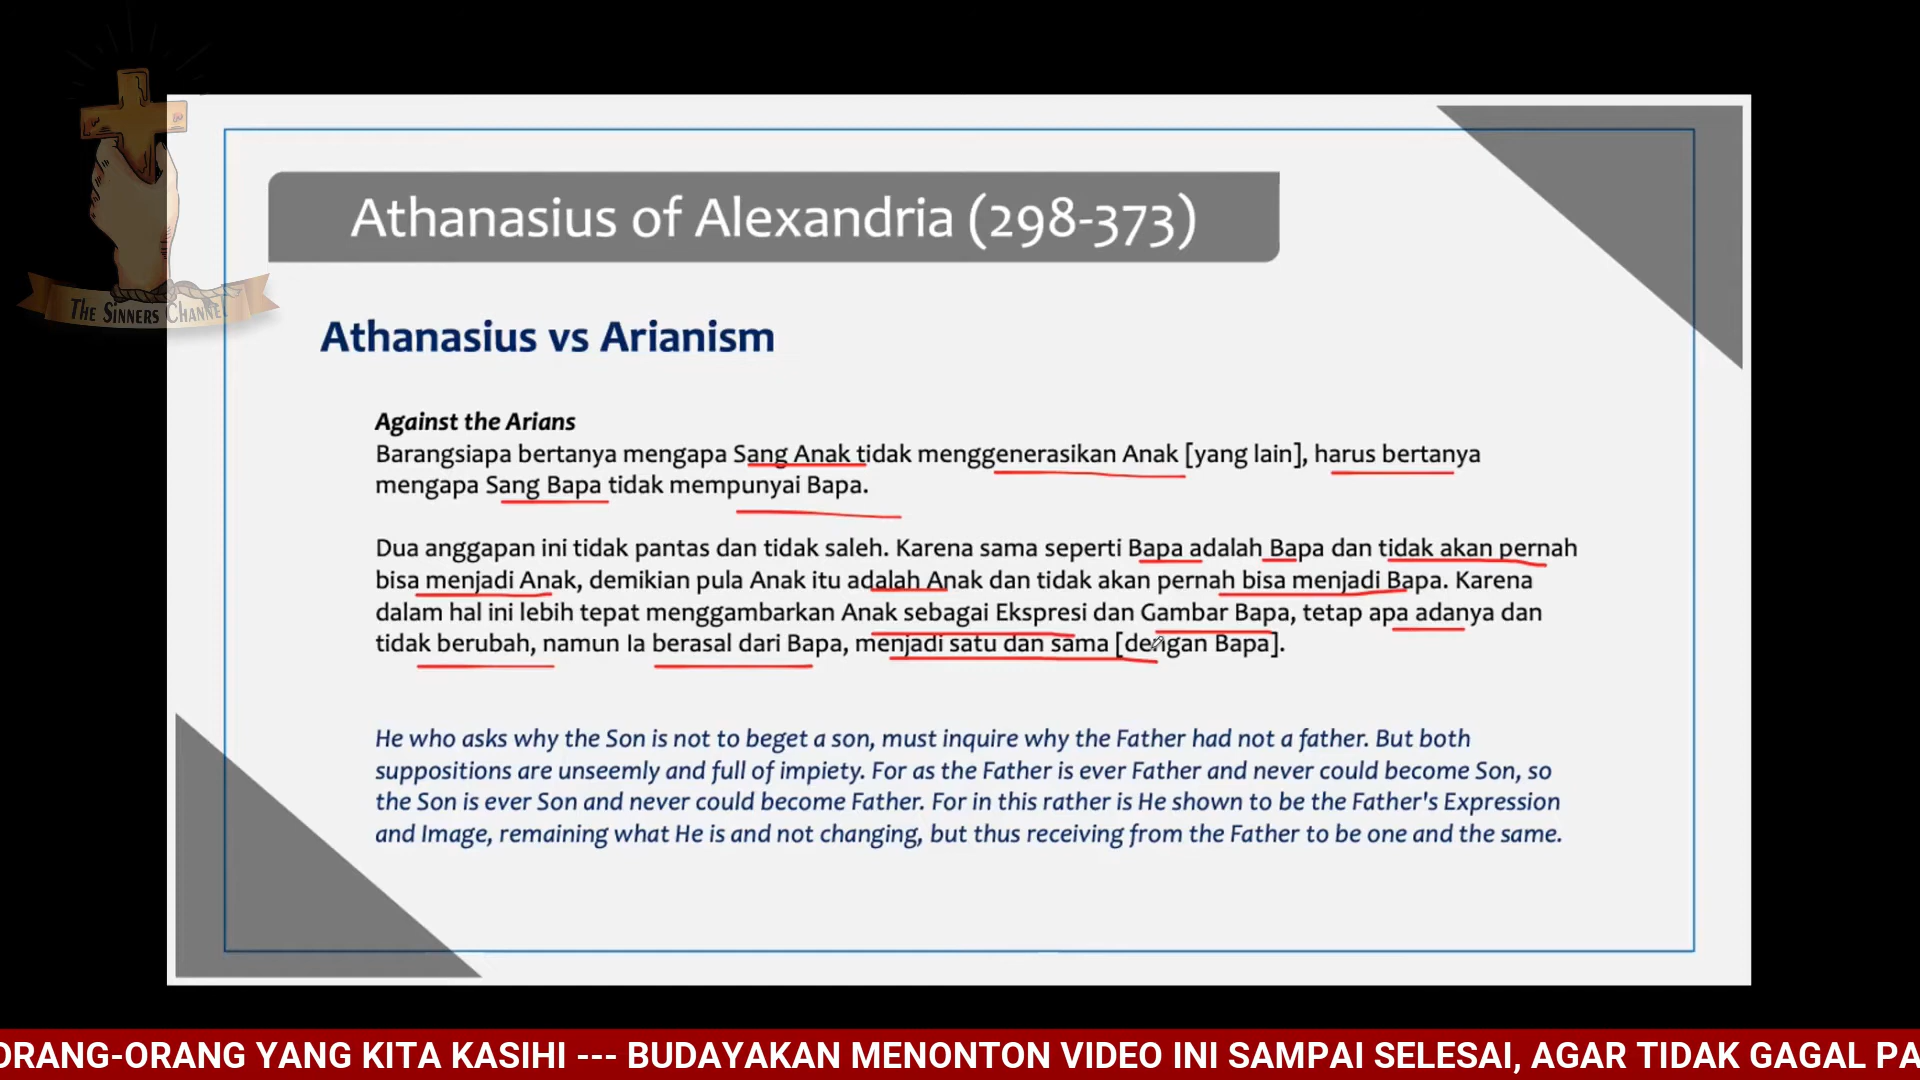 The Sinners Channel
Athanasius of Alexandria (298-373)
Athanasius vs Arianism
Against the Arians
Barangsiapa bertanya mengapa Sang Anak tidak menggenerasikan Anak [yang lain], harus bertanya
mengapa Sang Bapa tidak mempunyai Bapa.
Dua anggapan ini tidak pantas dan tidak saleh. Karena sama seperti Bapa adalah Bapa dan tidak akan pernah
bisa menjadi Anak, demikian pula Anak itu adalah Anak dan tidak akan pernah bisa menjadi Bapa. Karena
dalam hal ini lebih tepat menggambarkan Anak sebagai Ekspresi dan Gambar Bapa, tetap apa adanya dan
tidak berubah, namun Ia berasal dari Bapa, menjadi satu dan sama [dengan Bapa].
He who asks why the Son is not to beget a son, must inquire why the Father had not a father. But both
suppositions are unseemly and full of impiety. For as the Father is ever Father and never could become Son, so
the Son is ever Son and never could become Father. For in this rather is He shown to be the Father's Expression
and Image, remaining what He is and not changing, but thus receiving from the Father to be one and the same.
ORANG-ORANG YANG KITA KASIHI --- BUDAYAKAN MENONTON VIDEO INI SAMPAI SELESAI, AGAR TIDAK GAGAL PA